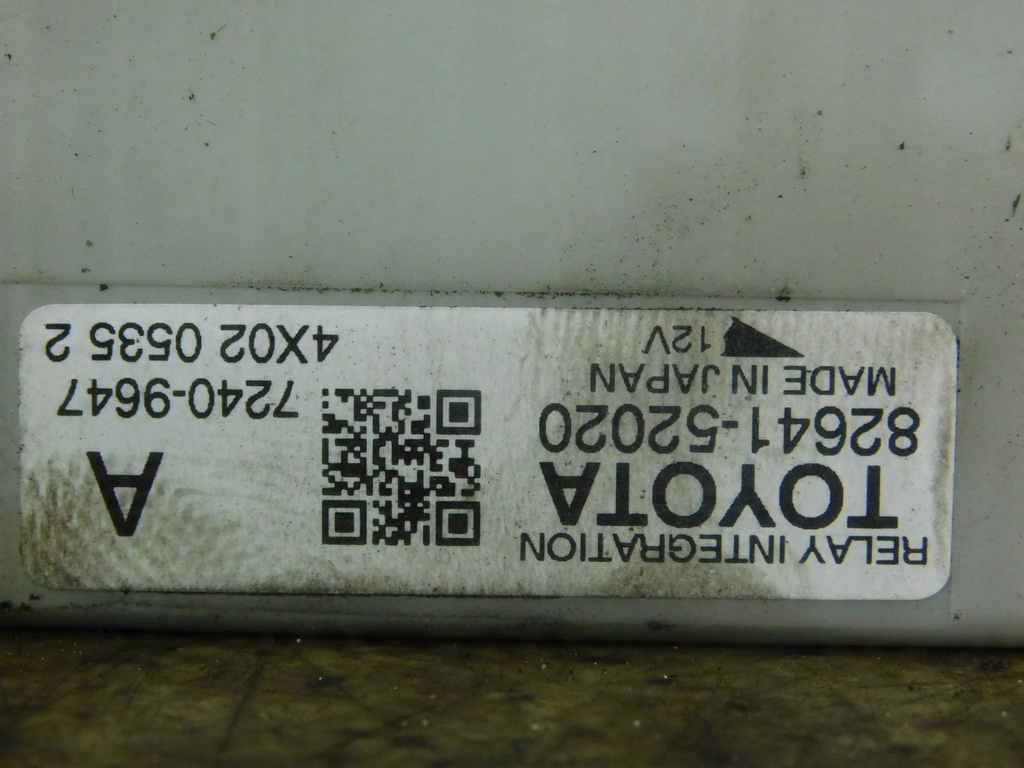 RELAY INTEGRATION
TOYOTA
82641-52020
MADE IN JAPAN
12V
A
7240-9647
4X02 0535 2